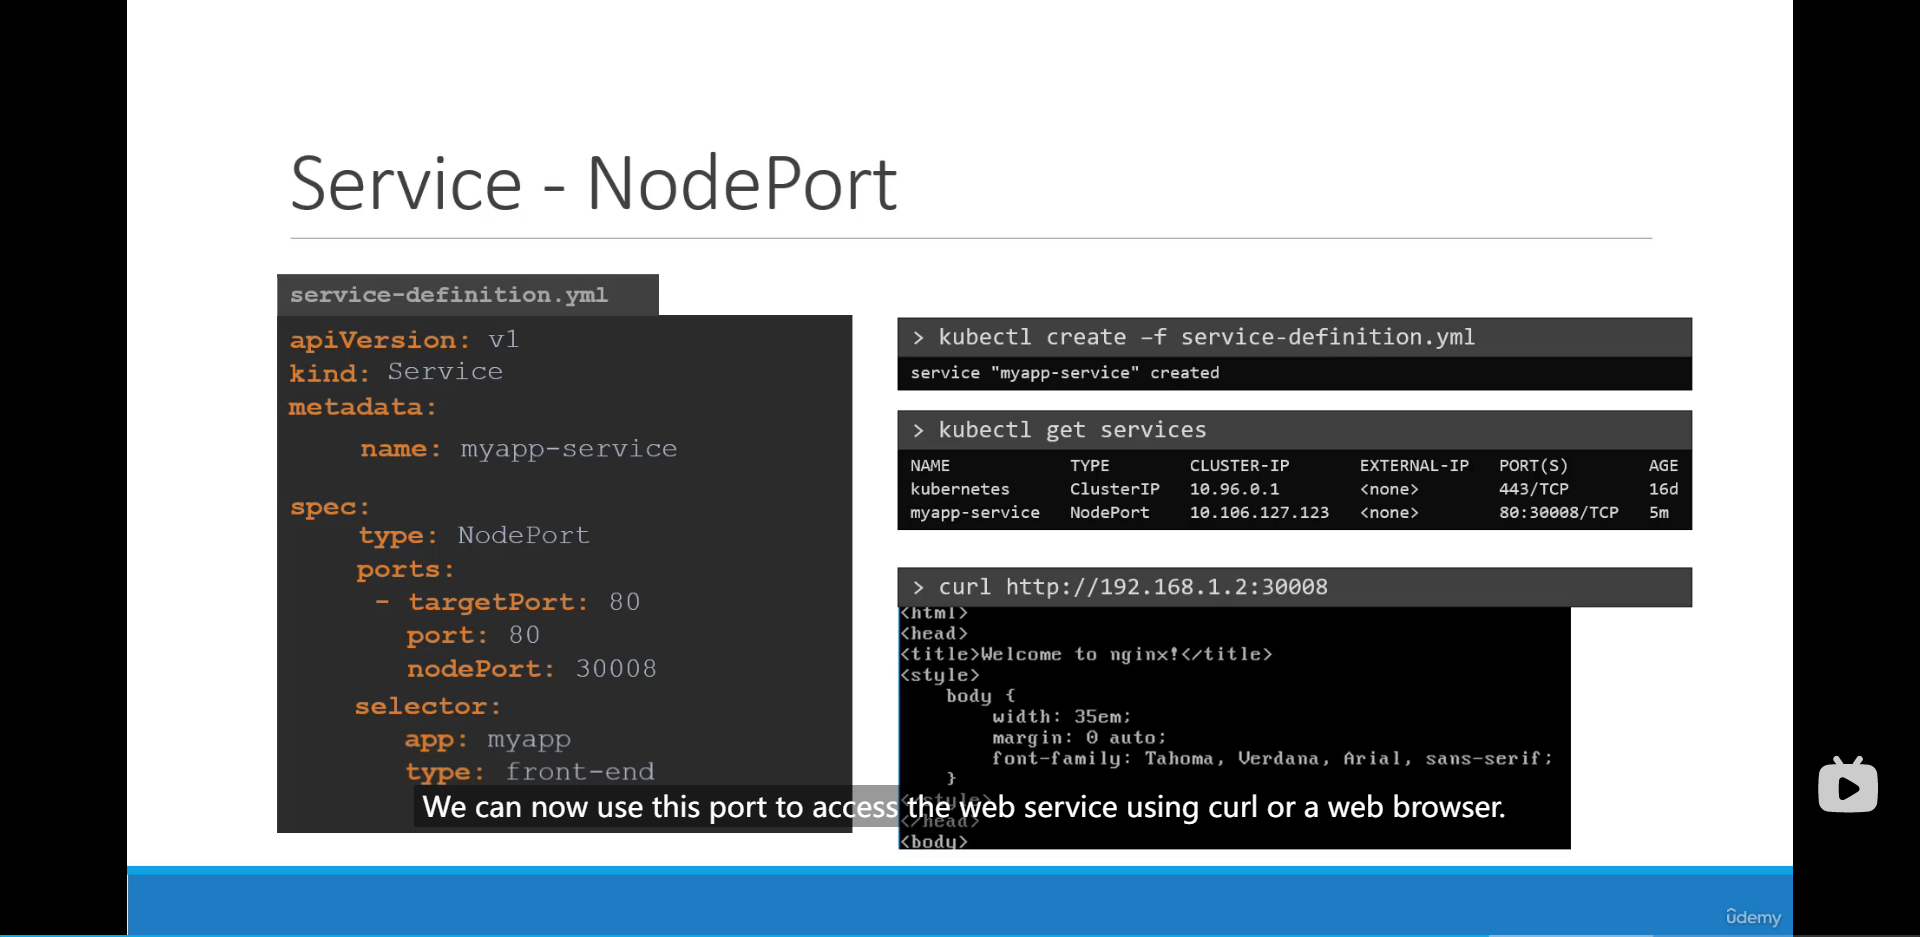 Service - NodePort
service-definition.yml
apiVersion: v1
kind: Service
metadata:
name: myapp-service
spec:
type: NodePort
ports:
- targetPort: 80
port: 80
nodePort: 30008
selector:
app: myapp
type: front-end
> kubectl create –f service-definition.yml
service "myapp-service" created
> kubectl get services
NAME TYPE CLUSTER-IP EXTERNAL-IP PORT(S) AGE
kubernetes ClusterIP 10.96.0.1 <none> 443/TCP 16d
myapp-service NodePort 10.106.127.123 <none> 80:30008/TCP 5m
> curl http://192.168.1.2:30008
<html>
<head>
<title>Welcome to nginx!</title>
<style>
body {
width: 35em;
margin: 0 auto;
font-family: Tahoma, Verdana, Arial, sans-serif;
}
</style>
</head>
<body>
We can now use this port to access the web service using curl or a web browser.
ûdemy